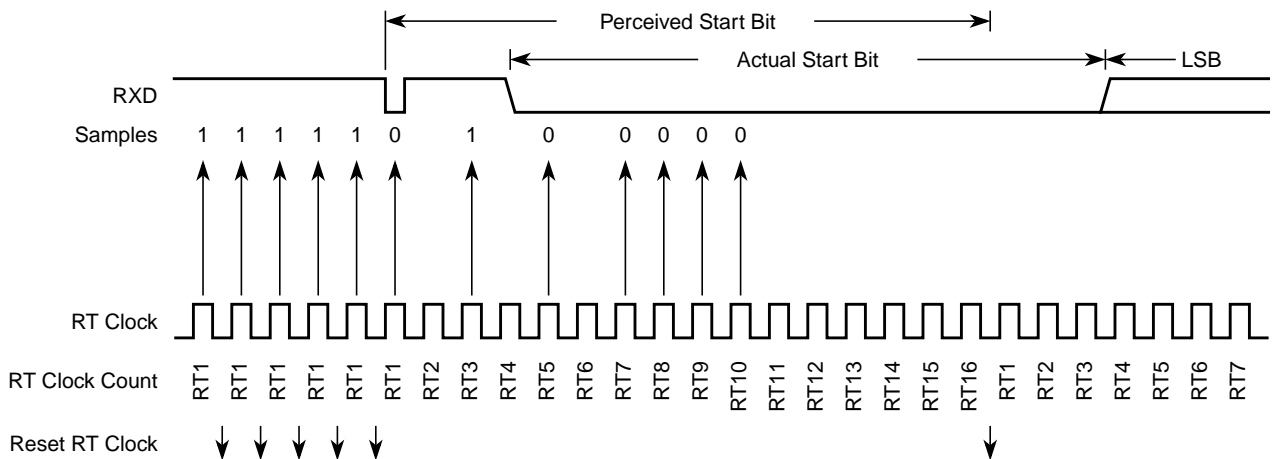 Perceived Start Bit
Actual Start Bit LSB
RXD
Samples 1 1 1 1 1 0 1 0 0 0 0 0
RT Clock
RT Clock Count RT1 RT1 RT1 RT1 RT1 RT1 RT2 RT3 RT4 RT5 RT6 RT7 RT8 RT9 RT10 RT11 RT12 RT13 RT14 RT15 RT16 RT1 RT2 RT3 RT4 RT5 RT6 RT7
Reset RT Clock